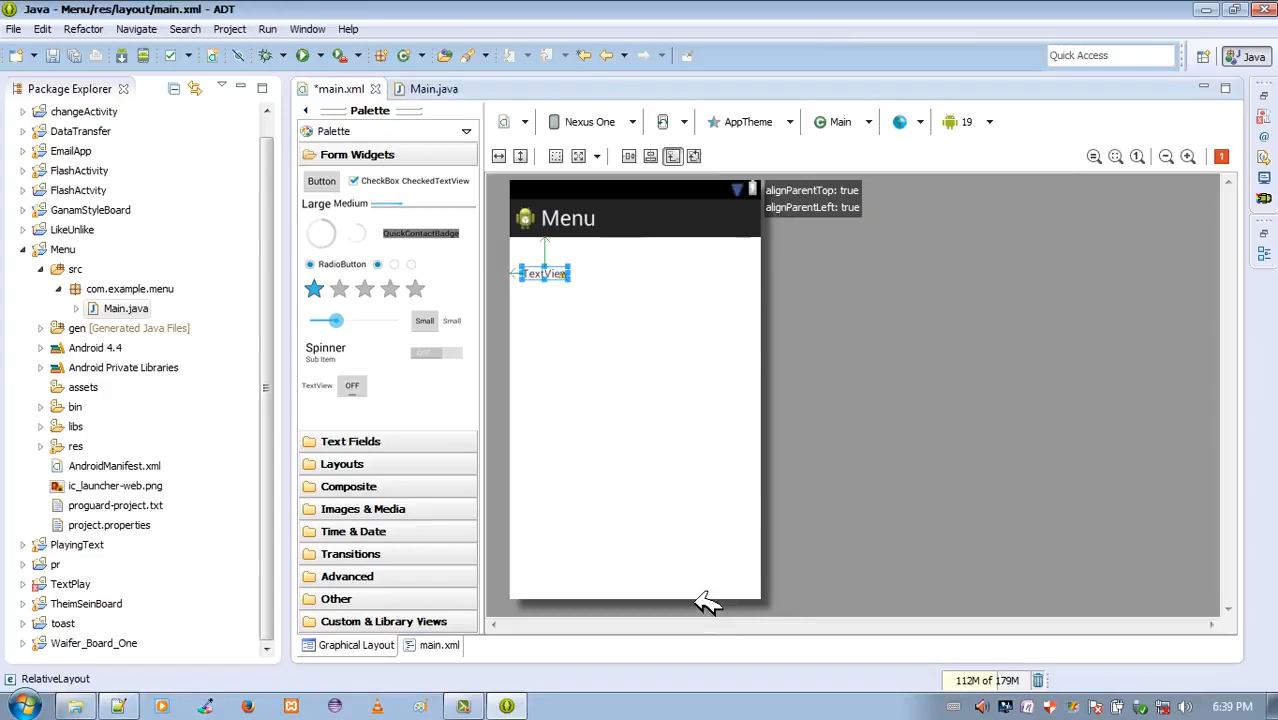 Java - Menu/res/layout/main.xml - ADT
File Edit Refactor Navigate Search Project Run Window Help
Quick Access
Java
Package Explorer
*main.xml
Main.java
changeActivity
DataTransfer
EmailApp
FlashActivity
FlashActvity
GanamStyleBoard
LikeUnlike
Menu
src
com.example.menu
Main.java
gen [Generated Java Files]
Android 4.4
Android Private Libraries
assets
bin
libs
res
AndroidManifest.xml
ic_launcher-web.png
proguard-project.txt
project.properties
PlayingText
pr
TextPlay
TheimSeinBoard
toast
Waifer_Board_One
Palette
Palette
Form Widgets
Button CheckBox CheckedTextView
Large Medium
QuickContactBadge
RadioButton
Small Small
Spinner
OFF
Sub Item
TextView OFF
Text Fields
Layouts
Composite
Images & Media
Time & Date
Transitions
Advanced
Other
Custom & Library Views
Graphical Layout main.xml
Nexus One AppTheme Main 19
1
1
Menu
alignParentTop: true
alignParentLeft: true
TextView
RelativeLayout
112M of 179M
6:39 PM